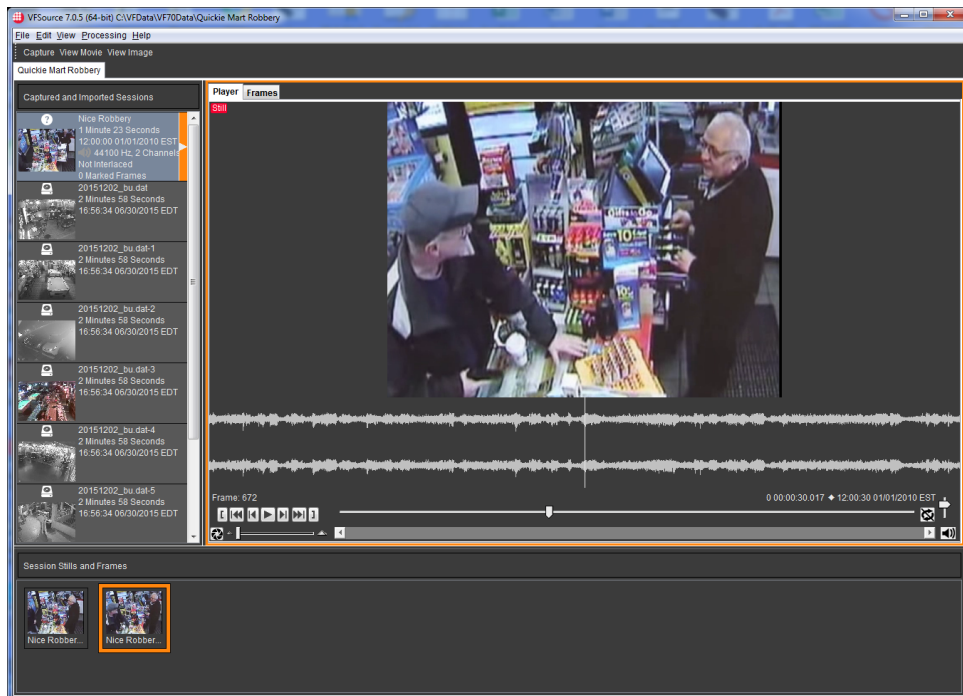 VFSource 7.0.5 (64-bit) C:\VFData\VF70Data\Quickie Mart Robbery
File Edit View Processing Help
Capture View Movie View Image
Quickie Mart Robbery
Captured and Imported Sessions
Nice Robbery
1 Minute 23 Seconds
12:00:00 01/01/2010 EST
44100 Hz, 2 Channels
Not Interlaced
0 Marked Frames
20151202_bu.dat
2 Minutes 58 Seconds
16:56:34 06/30/2015 EDT
20151202_bu.dat-1
2 Minutes 58 Seconds
16:56:34 06/30/2015 EDT
20151202_bu.dat-2
2 Minutes 58 Seconds
16:56:34 06/30/2015 EDT
20151202_bu.dat-3
2 Minutes 58 Seconds
16:56:34 06/30/2015 EDT
20151202_bu.dat-4
2 Minutes 58 Seconds
16:56:34 06/30/2015 EDT
20151202_bu.dat-5
2 Minutes 58 Seconds
16:56:34 06/30/2015 EDT
Player Frames
Still
Gifts to Go
10
10
Frame: 672
0 00:00:30.017 ◆ 12:00:30 01/01/2010 EST
Session Stills and Frames
Nice Robber...
Nice Robber...